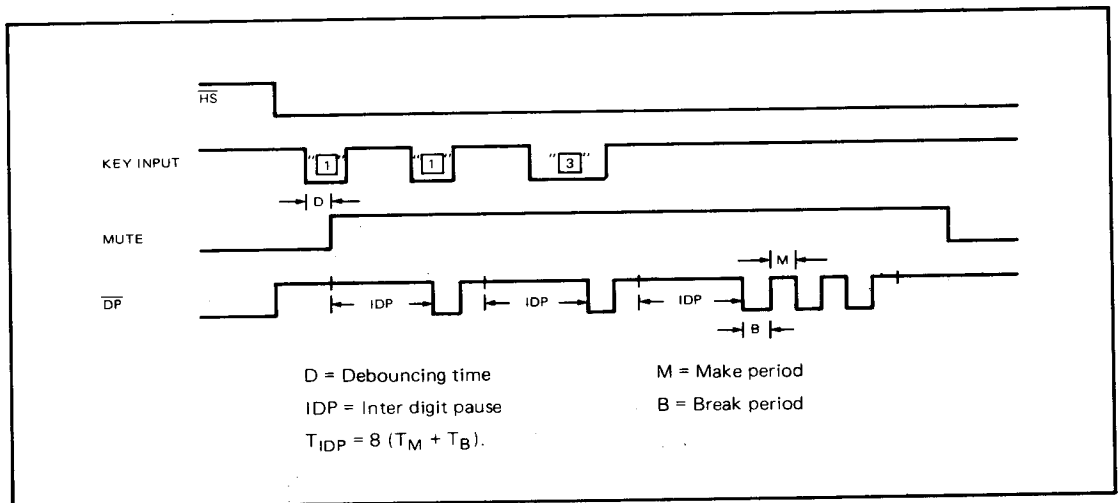 HS
KEY INPUT "1" "1" "3"
D
MUTE
M
DP
IDP IDP IDP
B
D = Debouncing time
M = Make period
IDP = Inter digit pause
B = Break period
TIDP = 8 (TM + TB).